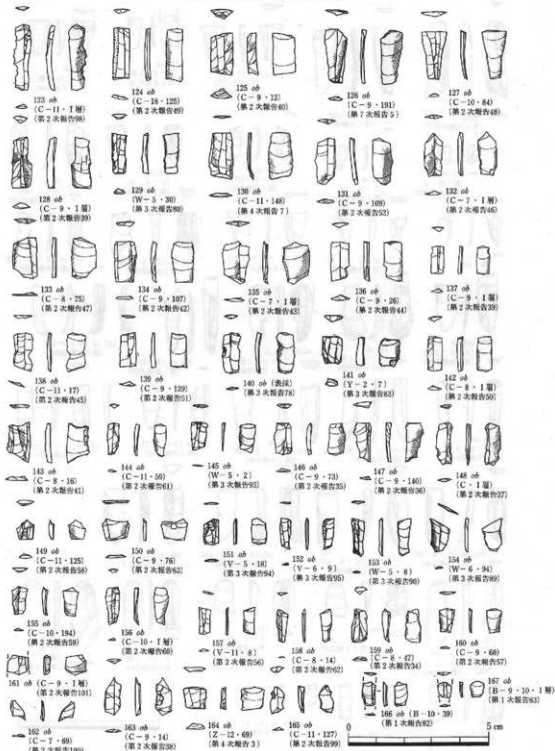 123 ob
(C-11・Ⅰ層)
(第2次報告98)
124 ob
(C-18・125)
(第2次報告49)
125 ob
(C-9・12)
(第2次報告40)
126 ob
(C-9・191)
(第7次報告5)
127 ob
(C-10・84)
(第2次報告48)
128 ob
(C-9・Ⅰ層)
(第2次報告39)
129 ob
(W-5・30)
(第3次報告80)
130 ob
(C-11・148)
(第4次報告7)
131 ob
(C-9・109)
(第2次報告52)
132 ob
(C-7・Ⅰ層)
(第2次報告46)
133 ob
(C-8・75)
(第2次報告47)
134 ob
(C-9・107)
(第2次報告42)
135 ob
(C-7・Ⅰ層)
(第2次報告43)
136 ob
(C-9・26)
(第2次報告44)
137 ob
(C-9・Ⅰ層)
(第2次報告39)
138 ob
(C-11・17)
(第2次報告45)
139 ob
(C-9・129)
(第2次報告51)
140 ob (表採)
(第3次報告78)
141 ob
(Y-2・7)
(第3次報告83)
142 ob
(C-8・Ⅰ層)
(第2次報告50)
143 ob
(C-8・16)
(第2次報告41)
144 ob
(C-11・59)
(第2次報告61)
145 ob
(W-5・2)
(第3次報告93)
146 ob
(C-9・73)
(第2次報告35)
147 ob
(C-9・140)
(第2次報告36)
148 ob
(C・Ⅰ層)
(第2次報告37)
149 ob
(C-11・125)
(第2次報告58)
150 ob
(C-9・76)
(第2次報告63)
151 ob
(V-5・18)
(第3次報告94)
152 ob
(V-6・9)
(第3次報告95)
153 ob
(W-5・8)
(第3次報告90)
154 ob
(W-6・94)
(第3次報告89)
155 ob
(C-10・194)
(第2次報告59)
156 ob
(C-10・Ⅰ層)
(第2次報告60)
157 ob
(V-11・8)
(第2次報告56)
158 ob
(C-8・14)
(第2次報告62)
159 ob
(C-8・47)
(第2次報告34)
160 ob
(C-9・60)
(第2次報告57)
161 ob (C-9・Ⅰ層)
(第2次報告101)
162 ob
(C-7・69)
(第2次報告100)
163 ob
(C-9・14)
(第2次報告38)
164 ob
(Z-12・69)
(第4次報告3)
165 ob
(C-11・127)
(第2次報告99)
166 ob (B-10・39)
(第1次報告82)
167 ob
(B-9・10・Ⅰ層)
(第1次報告83)
0 5 cm